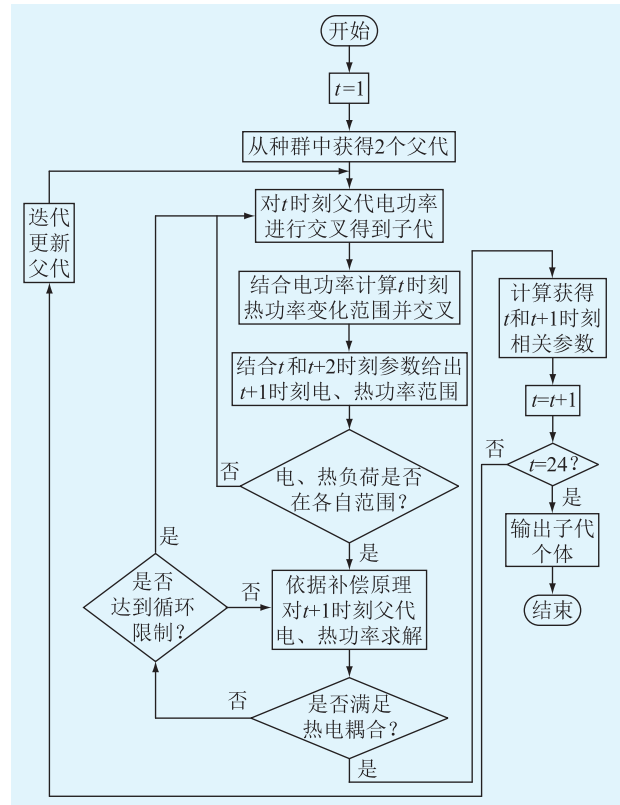 开始
t=1
从种群中获得2个父代
对t时刻父代电功率
进行交叉得到子代
迭代
更新
父代
结合电功率计算t时刻
热功率变化范围并交叉
结合t和t+2时刻参数给出
t+1时刻电、热功率范围
电、热负荷是否
在各自范围?
否
是
依据补偿原理
对t+1时刻父代
电、热功率求解
是否
达到循环
限制?
是
否
是否满足
热电耦合?
否
是
计算获得
t和t+1时刻
相关参数
t=t+1
t=24?
否
是
输出子代
个体
结束